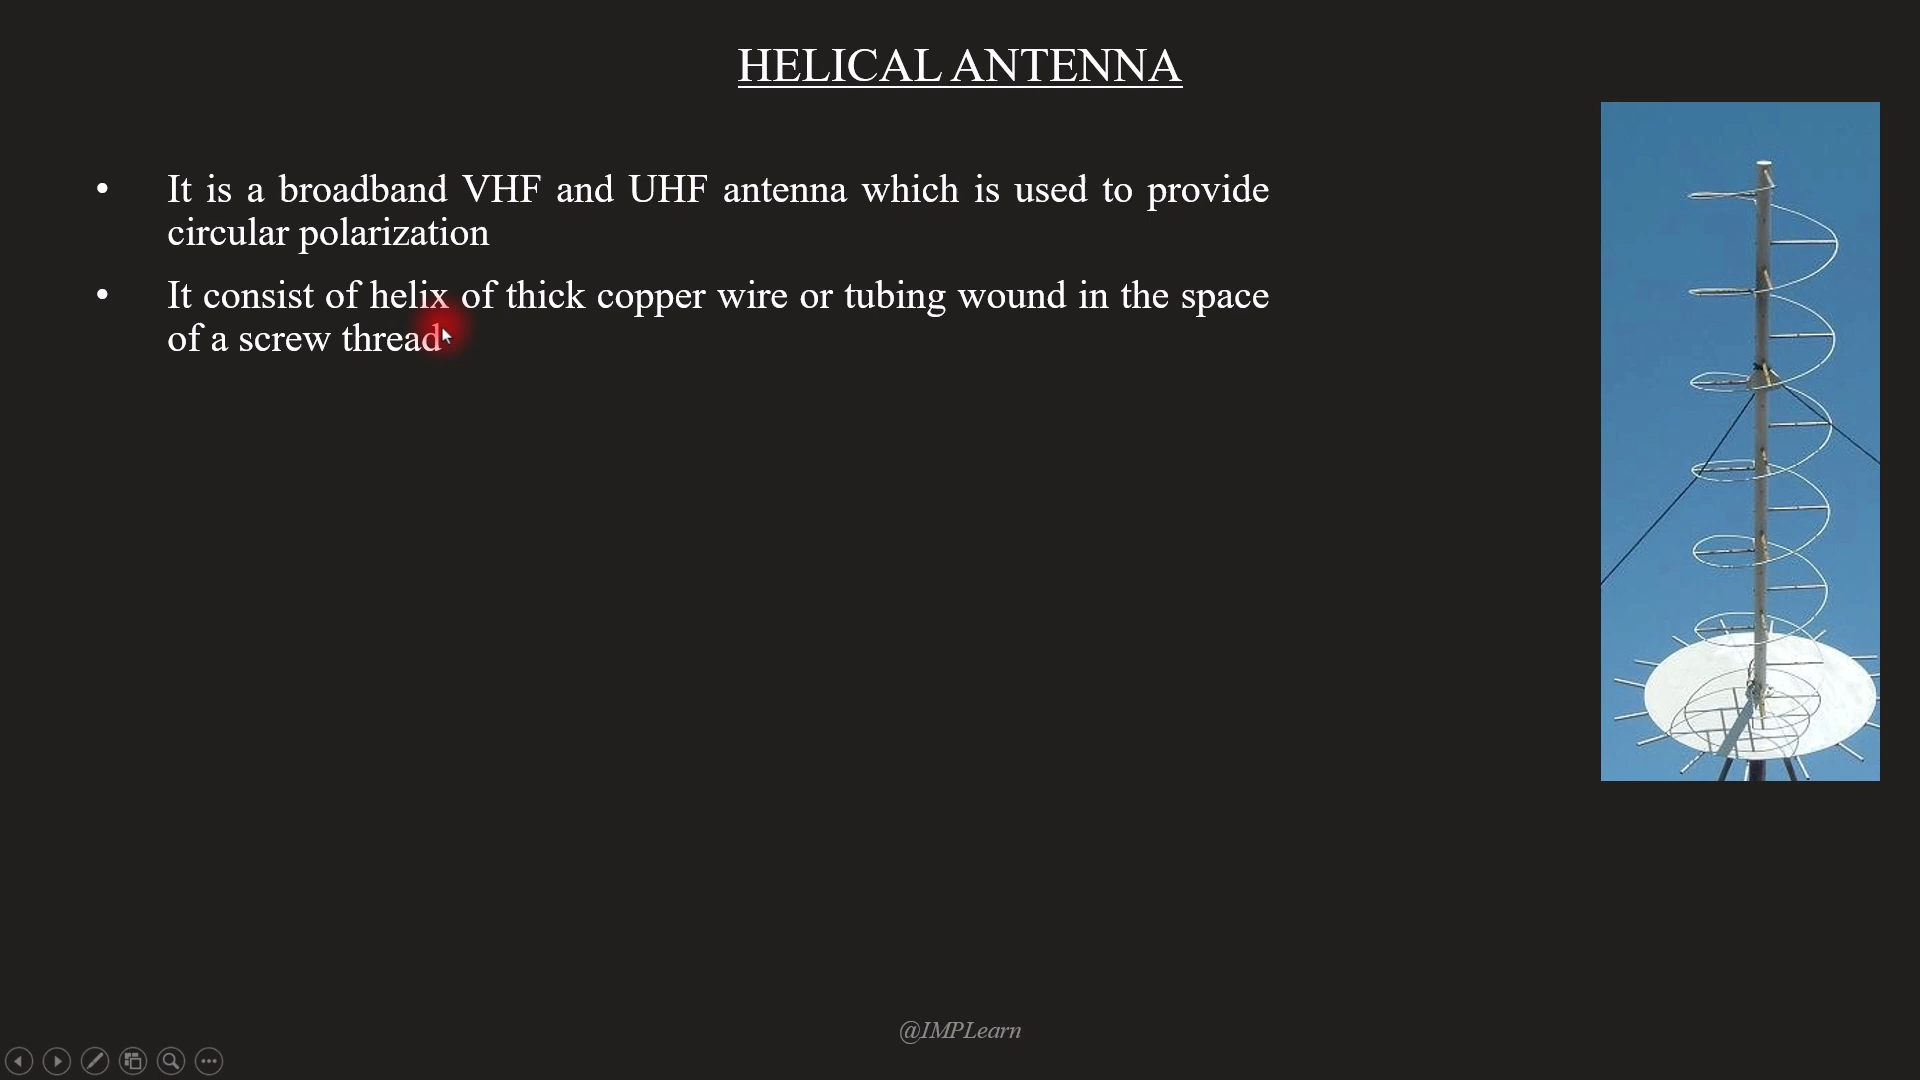 HELICAL ANTENNA
• It is a broadband VHF and UHF antenna which is used to provide
circular polarization
• It consist of helix of thick copper wire or tubing wound in the space
of a screw thread
@IMPLearn